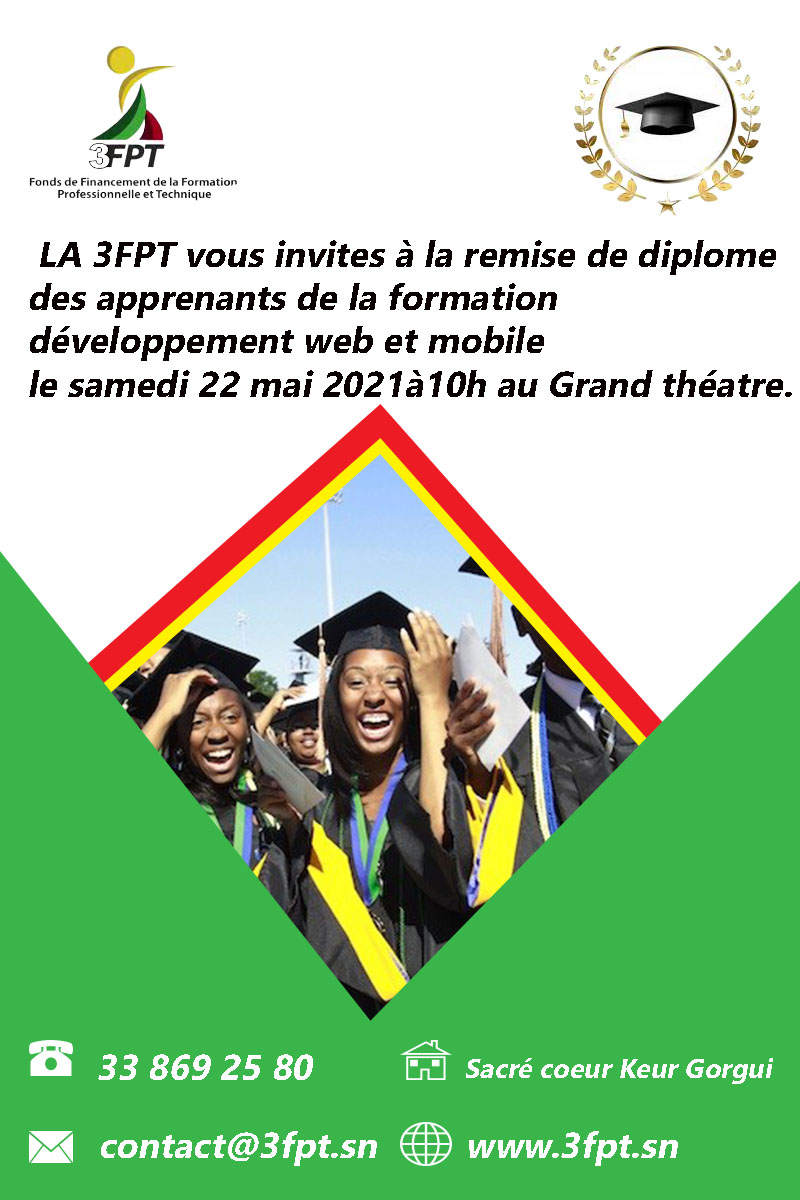 3FPT
Fonds de Financement de la Formation
Professionnelle et Technique
LA 3FPT vous invites à la remise de diplome
des apprenants de la formation
développement web et mobile
le samedi 22 mai 2021à10h au Grand théatre.
33 869 25 80
Sacré coeur Keur Gorgui
contact@3fpt.sn
www.3fpt.sn